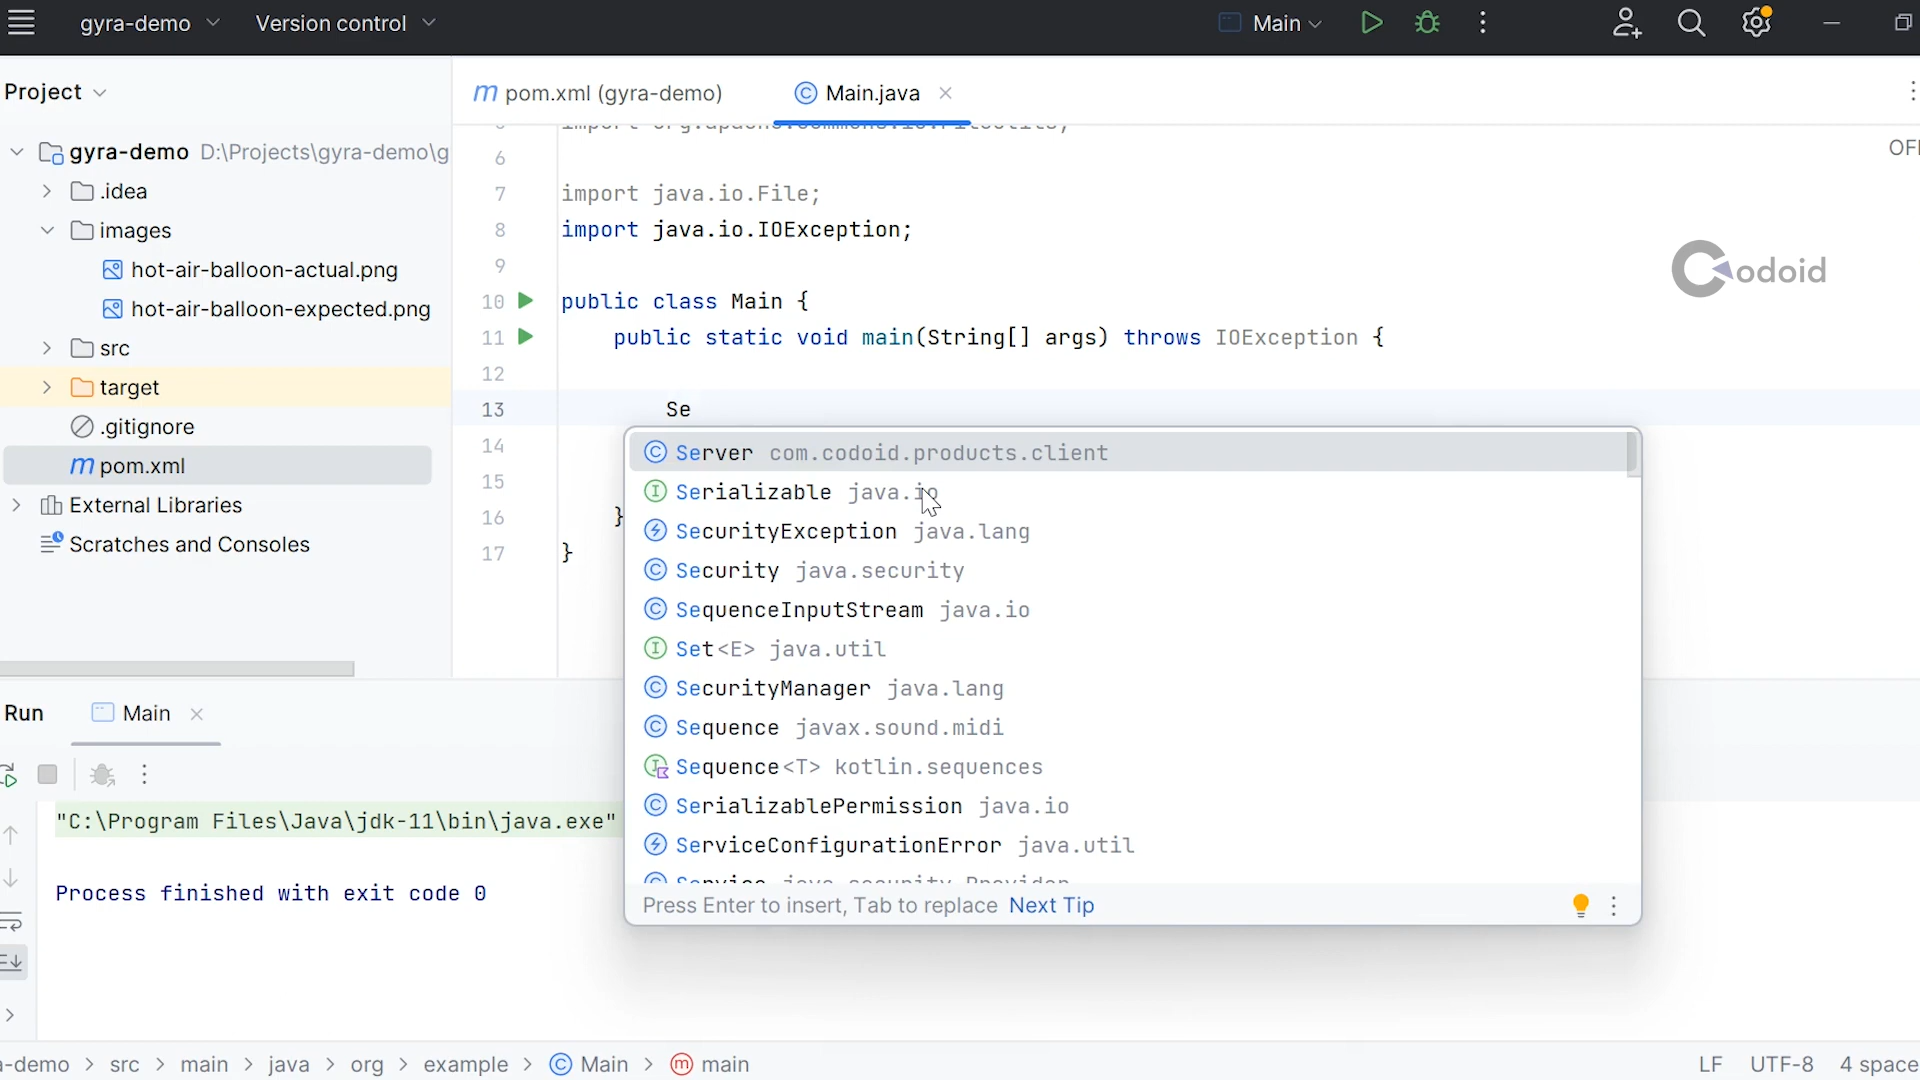 gyra-demo
Version control
Main
Project
pom.xml (gyra-demo)
Main.java
gyra-demo D:\Projects\gyra-demo\g
.idea
images
hot-air-balloon-actual.png
hot-air-balloon-expected.png
src
target
.gitignore
pom.xml
External Libraries
Scratches and Consoles
6
7 import java.io.File;
8 import java.io.IOException;
9
10 public class Main {
11 public static void main(String[] args) throws IOException {
12
13 Se
14
15
16 }
17 }
Codoid
Server com.codoid.products.client
Serializable java.io
SecurityException java.lang
Security java.security
SequenceInputStream java.io
Set<E> java.util
SecurityManager java.lang
Sequence javax.sound.midi
Sequence<T> kotlin.sequences
SerializablePermission java.io
ServiceConfigurationError java.util
Press Enter to insert, Tab to replace Next Tip
Run
Main
"C:\Program Files\Java\jdk-11\bin\java.exe"
Process finished with exit code 0
a-demo > src > main > java > org > example > Main > main
LF UTF-8 4 space